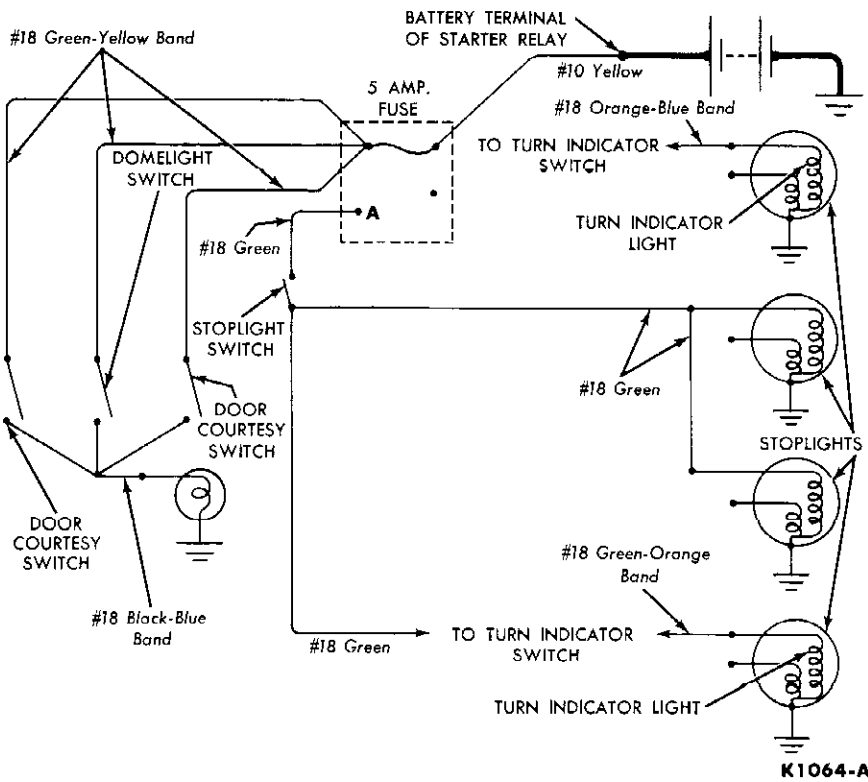 BATTERY TERMINAL
OF STARTER RELAY
#18 Green-Yellow Band
#10 Yellow
5 AMP.
FUSE
#18 Orange-Blue Band
DOMELIGHT
SWITCH
TO TURN INDICATOR
SWITCH
A
#18 Green
TURN INDICATOR
LIGHT
STOPLIGHT
SWITCH
#18 Green
DOOR
COURTESY
SWITCH
STOPLIGHTS
DOOR
COURTESY
SWITCH
#18 Green-Orange
Band
#18 Black-Blue
Band
#18 Green
TO TURN INDICATOR
SWITCH
TURN INDICATOR LIGHT
K1064-A